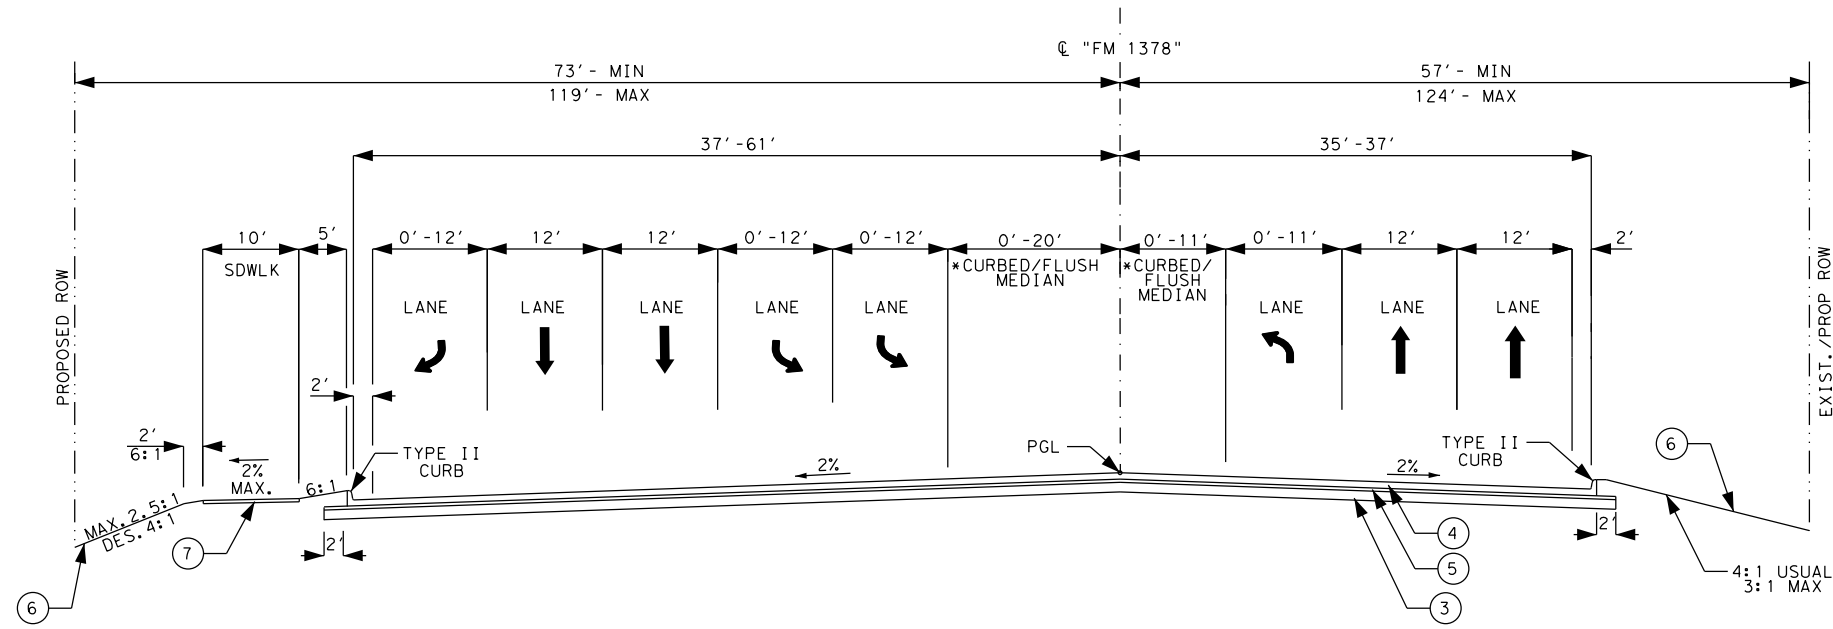 ℄ "FM 1378"
73'- MIN
119'- MAX
57'- MIN
124'- MAX
37'-61'
35'-37'
10'
5'
0'-12'
12'
12'
0'-12'
0'-12'
0'-20'
0'-11'
0'-11'
12'
12'
2'
SDWLK
*CURBED/FLUSH
MEDIAN
*CURBED/
FLUSH
MEDIAN
LANE
LANE
LANE
LANE
LANE
LANE
LANE
LANE
PROPOSED ROW
EXIST./PROP ROW
2'
2'
6:1
2%
MAX.
6:1
TYPE II
CURB
2%
PGL
2%
TYPE II
CURB
6
MAX.2.5:1
DES.4:1
7
2'
2'
4
5
3
6
4:1 USUAL
3:1 MAX